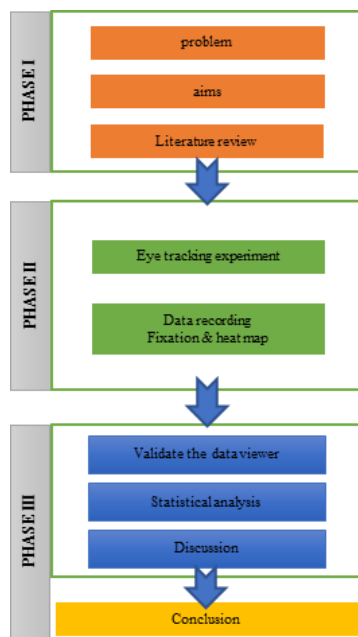 PHASE I
problem
aims
Literature review
PHASE II
Eye tracking experiment
Data recording
Fixation & heat map
PHASE III
Validate the data viewer
Statistical analysis
Discussion
Conclusion